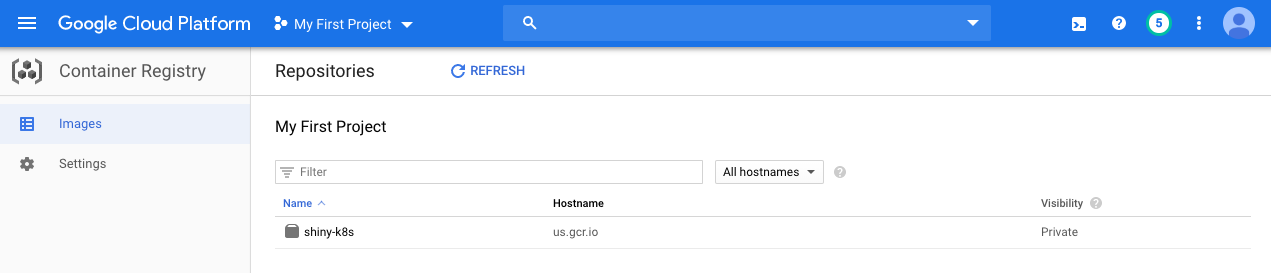 Google Cloud Platform My First Project 5
Container Registry Repositories REFRESH
Images
Settings
My First Project
Filter All hostnames ?
Name Hostname Visibility ?
shiny-k8s us.gcr.io Private